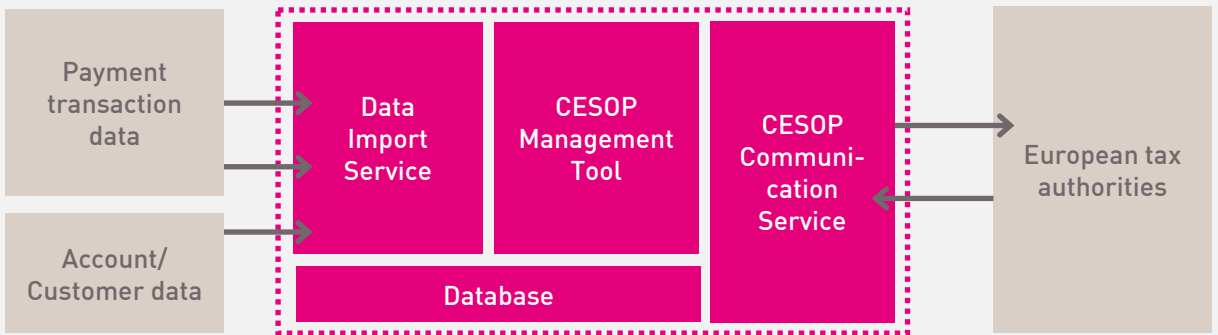 Payment
transaction
data
Account/
Customer data
Data
Import
Service
CESOP
Management
Tool
Database
CESOP
Communi-
cation
Service
European tax
authorities